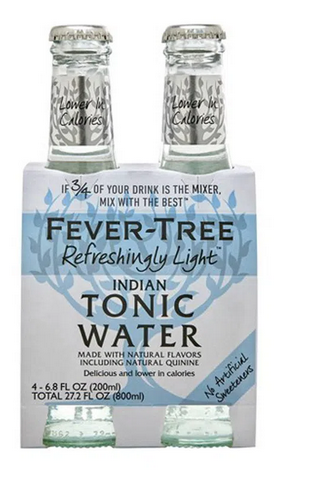 Lower in
Calories
Lower in
Calories
IF 3/4 OF YOUR DRINK IS THE MIXER,
MIX WITH THE BEST™
FEVER-TREE
Refreshingly Light™
INDIAN
TONIC
WATER
MADE WITH NATURAL FLAVORS
INCLUDING NATURAL QUININE
Delicious and lower in calories
4 - 6.8 FL OZ (200ml)
TOTAL 27.2 FL OZ (800ml)
No Artificial
Sweeteners